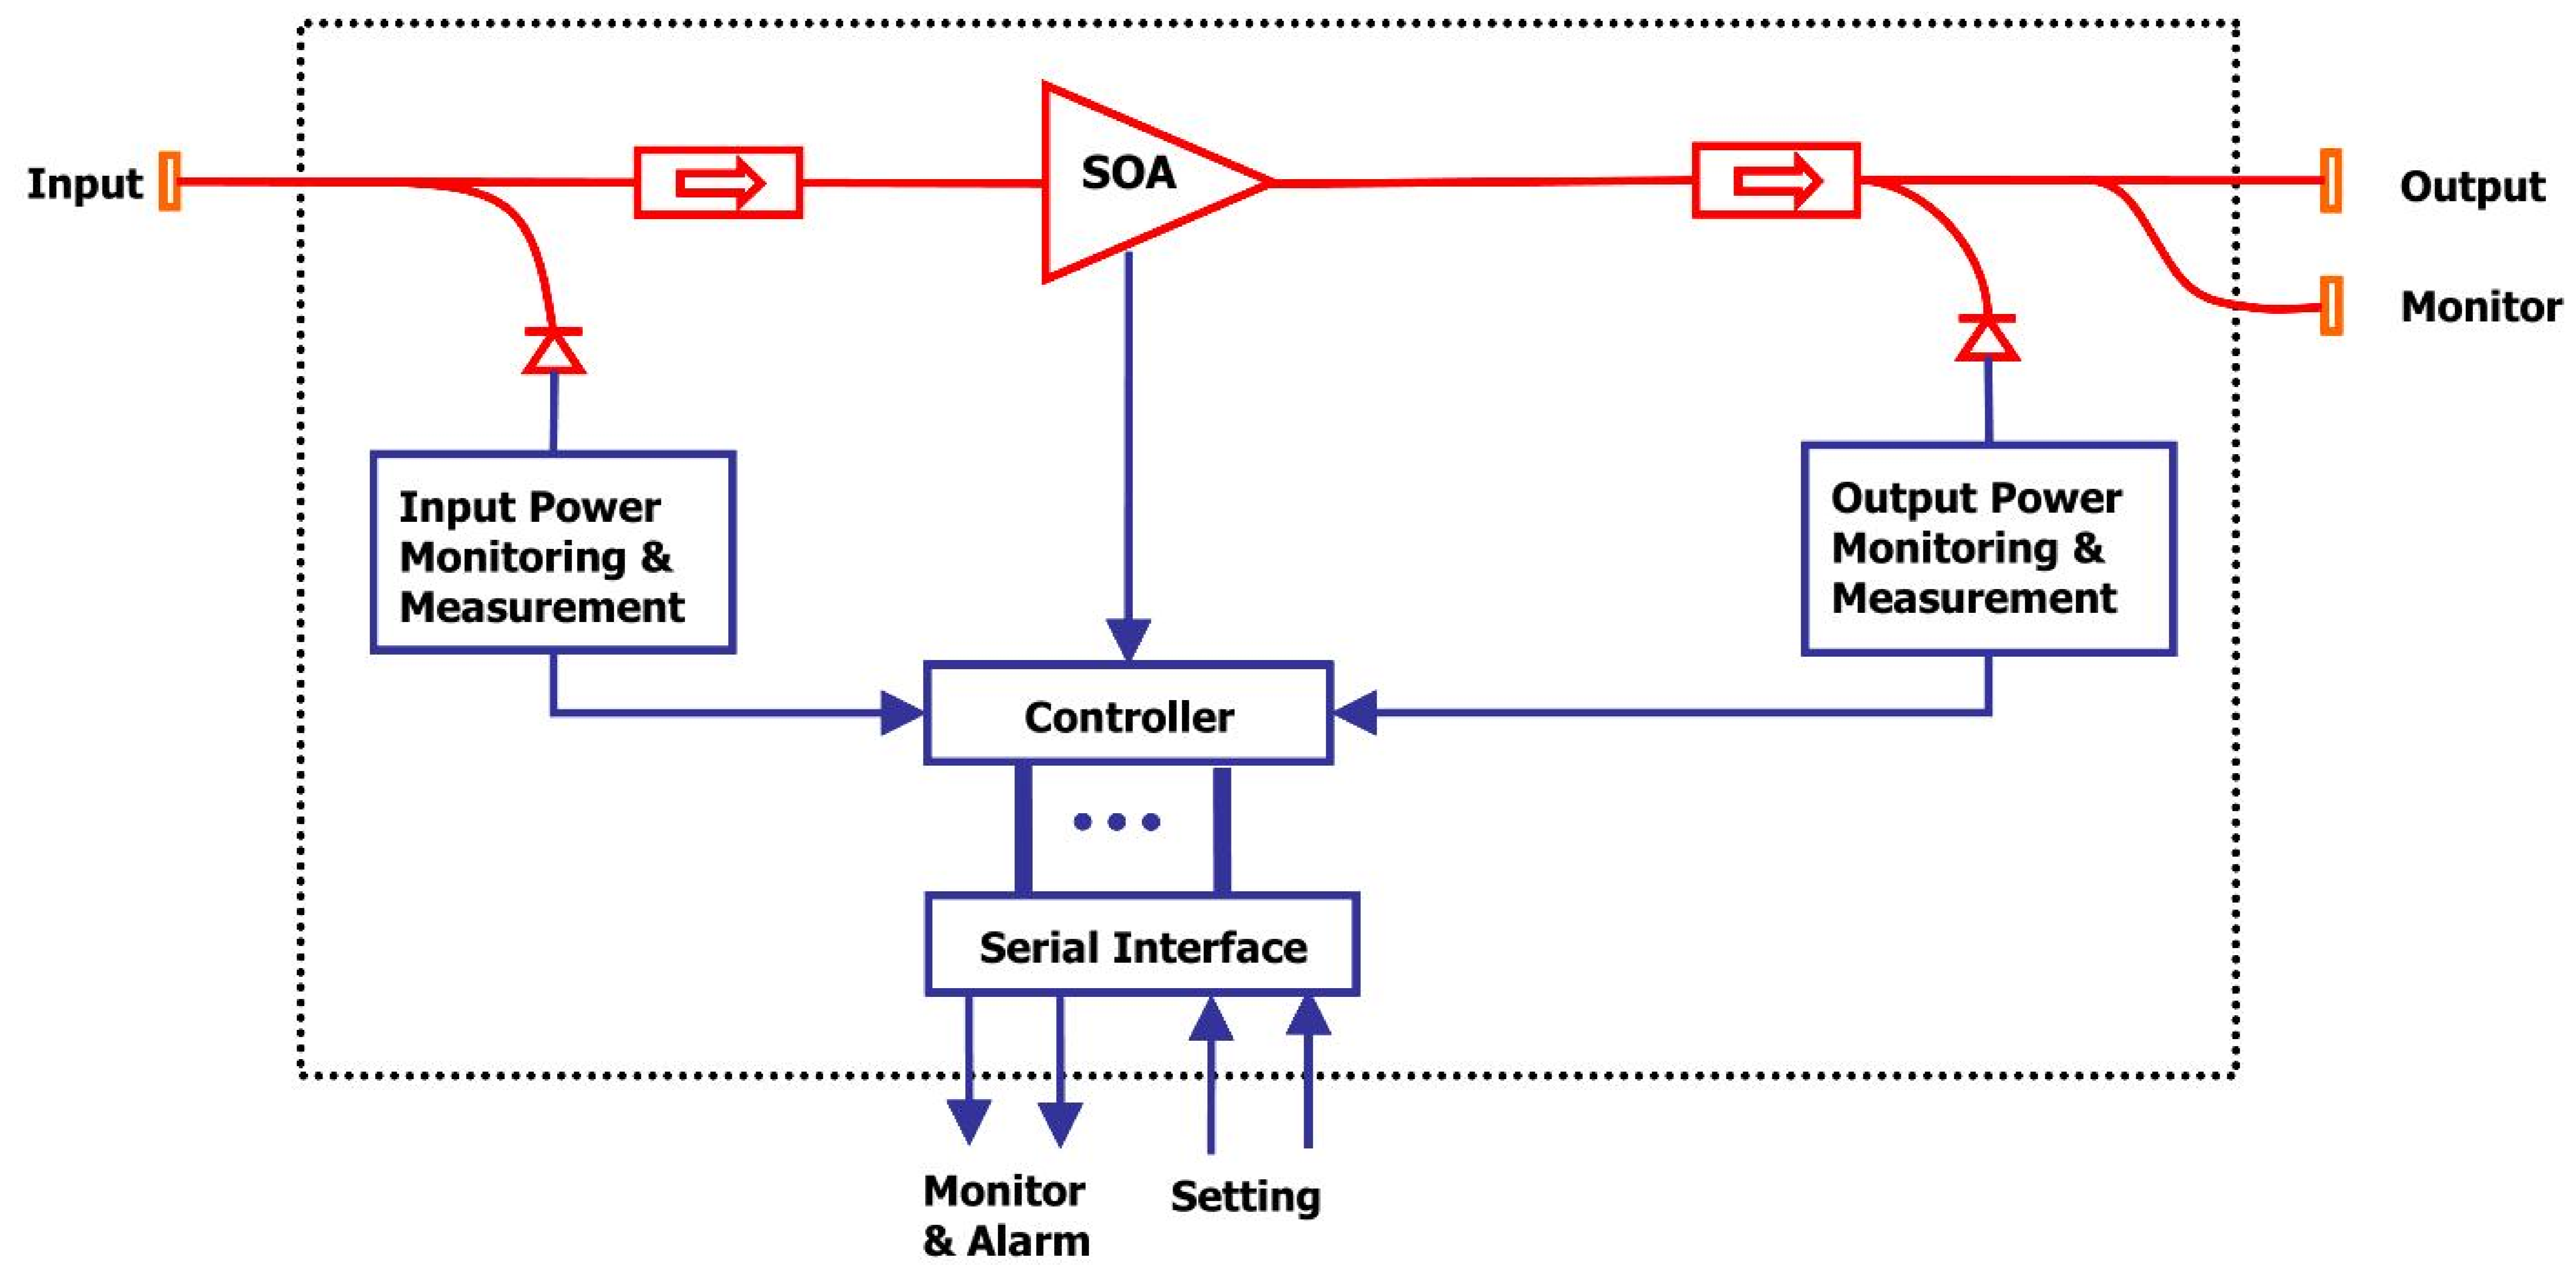 SOA
Input
Output
Monitor
Input Power
Monitoring &
Measurement
Output Power
Monitoring &
Measurement
Controller
Serial Interface
Monitor
& Alarm
Setting